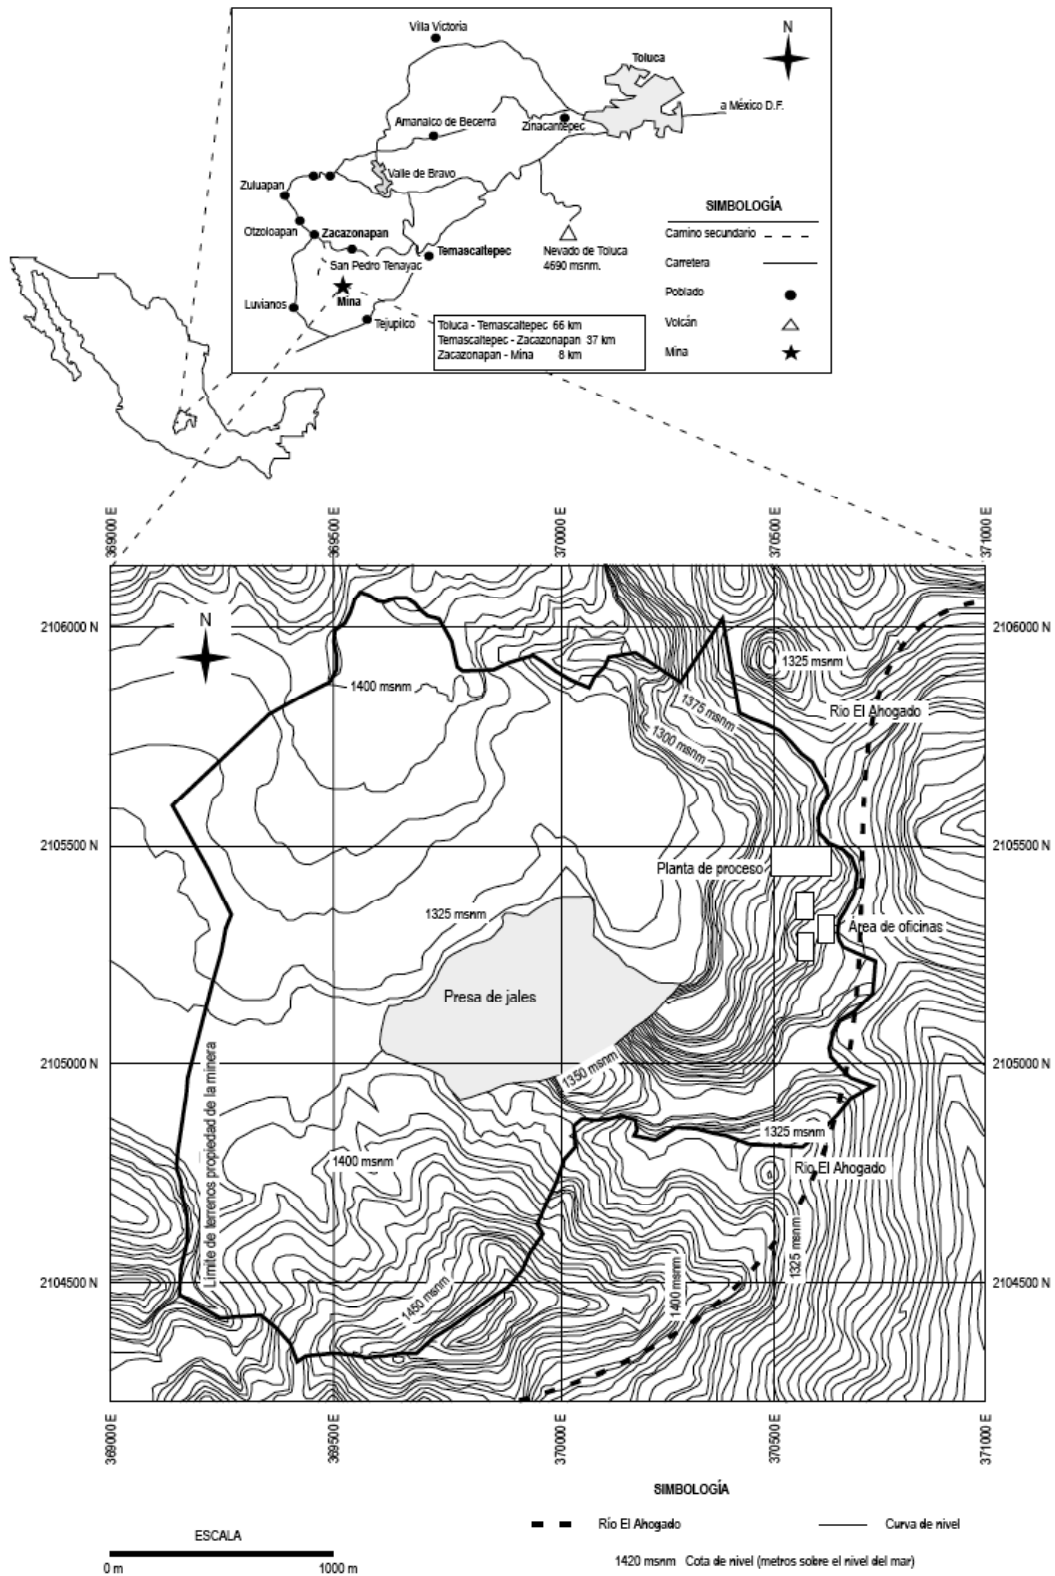 Villa Victoria
N
Toluca
a México D.F.
Amanalco de Becerra
Zinacantepec
Valle de Bravo
Zuluapan
SIMBOLOGÍA
Otzoloapan
Zacazonapan
Camino secundario
Temascaltepec
Nevado de Toluca
4690 msnm.
San Pedro Tenayac
Carretera
Mina
Poblado
Luvianos
Tejupilco
Volcán
Toluca - Temascaltepec 66 km
Temascaltepec - Zacazonapan 37 km
Zacazonapan - Mina 8 km
Mina
369000 E
369500 E
370000 E
370500 E
371000 E
2106000 N
N
2106000 N
1325 msnm
1400 msnm
1375 msnm
Río El Ahogado
1300 msnm
2105500 N
2105500 N
Planta de proceso
1325 msnm
Área de oficinas
Presa de jales
2105000 N
2105000 N
1350 msnm
Límite de terrenos propiedad de la minera
1325 msnm
1400 msnm
Río El Ahogado
1325 msnm
2104500 N
2104500 N
1450 msnm
1400 msnm
369000 E
369500 E
370000 E
370500 E
371000 E
SIMBOLOGÍA
Río El Ahogado
Curva de nivel
ESCALA
0 m
1000 m
1420 msnm Cota de nivel (metros sobre el nivel del mar)